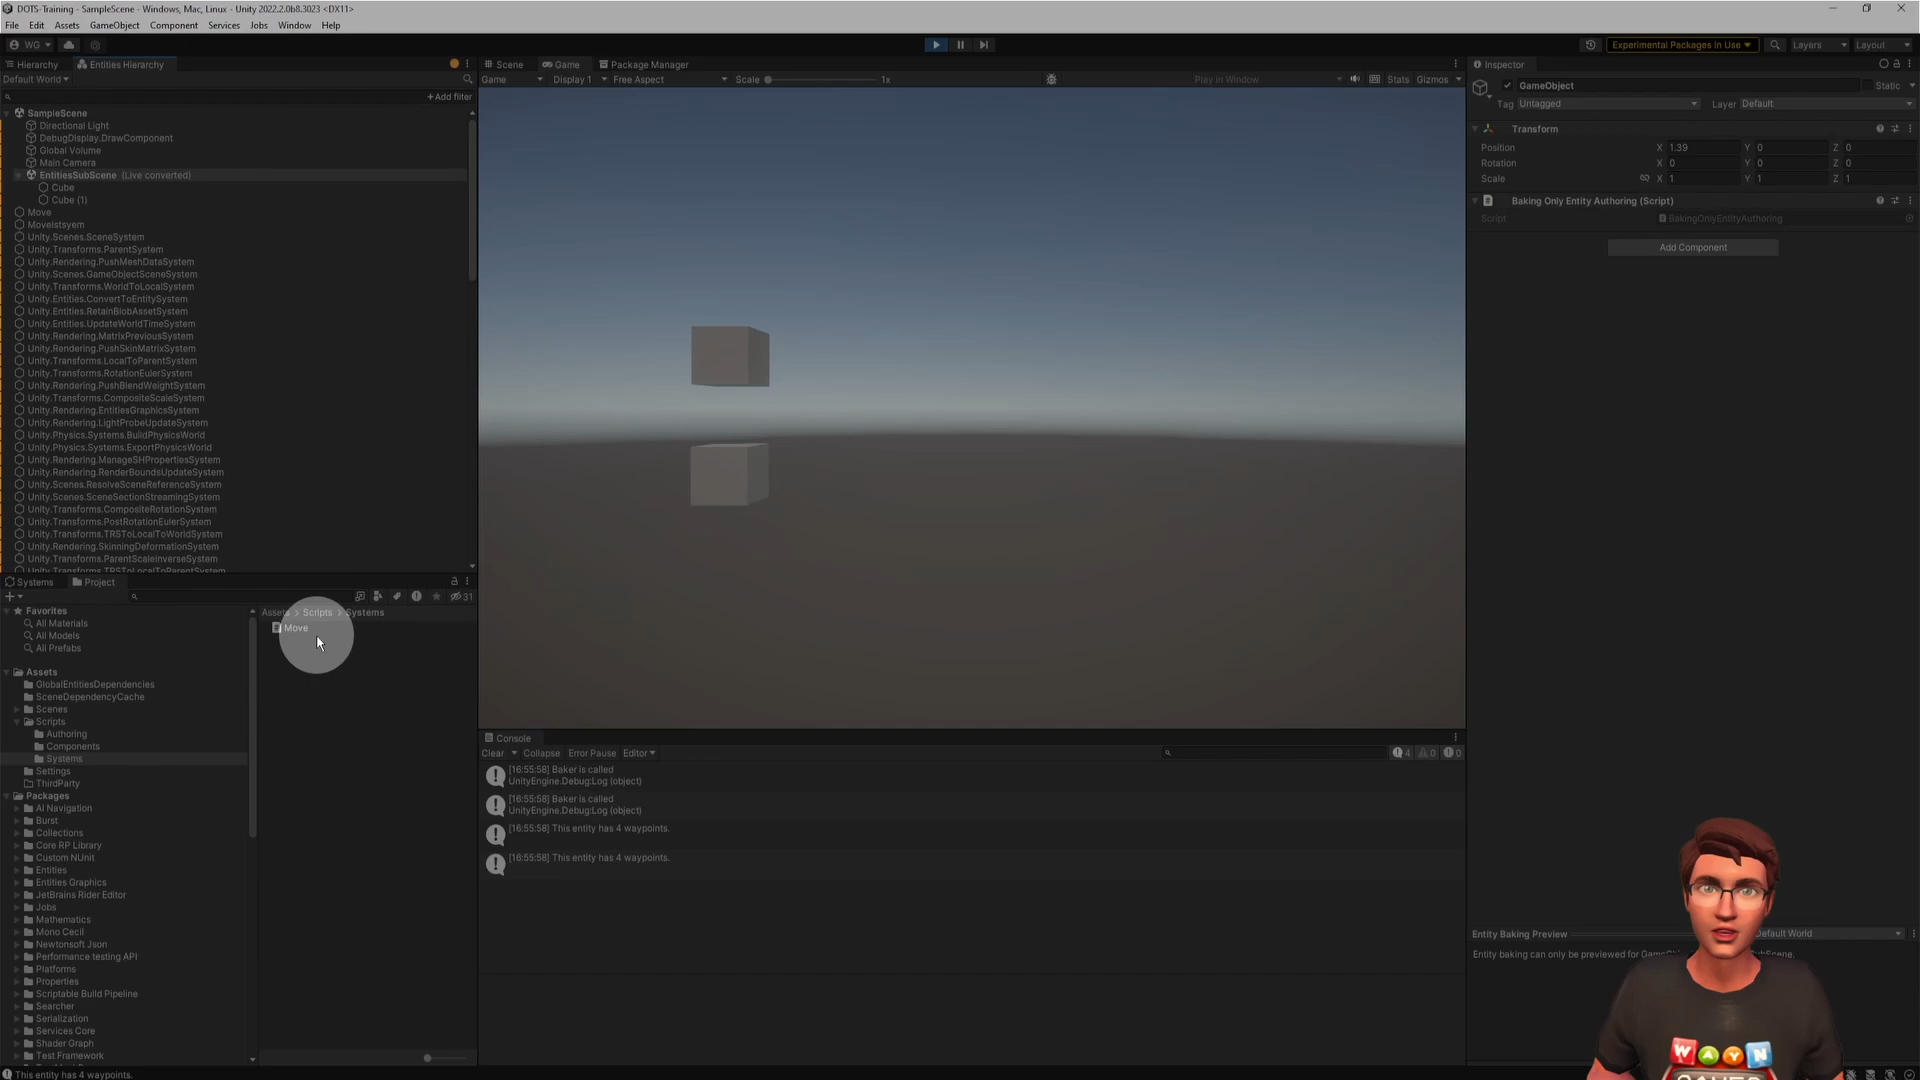 DOTS-Training - SampleScene - Windows, Mac, Linux - Unity 2022.2.0b8.3023 <DX11>
File Edit Assets GameObject Component Services Jobs Window Help
WG
Experimental Packages In Use
Layers
Layout
Hierarchy
Entities Hierarchy
Default World
+ Add filter
SampleScene
Directional Light
DebugDisplay.DrawComponent
Global Volume
Main Camera
EntitiesSubScene (Live converted)
Cube
Cube (1)
Move
MoveIsystem
Unity.Scenes.SceneSystem
Unity.Transforms.ParentSystem
Unity.Rendering.PushMeshDataSystem
Unity.Scenes.GameObjectSceneSystem
Unity.Transforms.WorldToLocalSystem
Unity.Entities.ConvertToEntitySystem
Unity.Entities.RetainBlobAssetSystem
Unity.Entities.UpdateWorldTimeSystem
Unity.Rendering.MatrixPreviousSystem
Unity.Rendering.PushSkinMatrixSystem
Unity.Transforms.LocalToParentSystem
Unity.Transforms.RotationEulerSystem
Unity.Rendering.PushBlendWeightSystem
Unity.Transforms.CompositeScaleSystem
Unity.Rendering.EntitiesGraphicsSystem
Unity.Rendering.LightProbeUpdateSystem
Unity.Physics.Systems.BuildPhysicsWorld
Unity.Physics.Systems.ExportPhysicsWorld
Unity.Rendering.ManageSHPropertiesSystem
Unity.Rendering.RenderBoundsUpdateSystem
Unity.Scenes.ResolveSceneReferenceSystem
Unity.Scenes.SceneSectionStreamingSystem
Unity.Transforms.CompositeRotationSystem
Unity.Transforms.PostRotationEulerSystem
Unity.Transforms.TRSToLocalToWorldSystem
Unity.Rendering.SkinningDeformationSystem
Unity.Transforms.ParentScaleInverseSystem
Unity.Transforms.TRSToLocalToParentSystem
Scene
Game
Package Manager
Game
Display 1
Free Aspect
Scale
1x
Play in Window
Stats
Gizmos
Inspector
GameObject
Static
Tag Untagged
Layer Default
Transform
Position X 1.39 Y 0 Z 0
Rotation X 0 Y 0 Z 0
Scale X 1 Y 1 Z 1
Baking Only Entity Authoring (Script)
Script BakingOnlyEntityAuthoring
Add Component
Systems
Project
31
Favorites
All Materials
All Models
All Prefabs
Assets
GlobalEntitiesDependencies
SceneDependencyCache
Scenes
Scripts
Authoring
Components
Systems
Settings
ThirdParty
Packages
AI Navigation
Burst
Collections
Core RP Library
Custom NUnit
Entities
Entities Graphics
JetBrains Rider Editor
Jobs
Mathematics
Mono Cecil
Newtonsoft Json
Performance testing API
Platforms
Properties
Scriptable Build Pipeline
Searcher
Serialization
Services Core
Shader Graph
Test Framework
Assets > Scripts > Systems
Move
Console
Clear
Collapse
Error Pause
Editor
4 0 0
[16:55:58] Baker is called
UnityEngine.Debug:Log (object)
[16:55:58] Baker is called
UnityEngine.Debug:Log (object)
[16:55:58] This entity has 4 waypoints.
[16:55:58] This entity has 4 waypoints.
Entity Baking Preview
Default World
Entity baking can only be previewed for
SubScene.
WAYN
GAMES
This entity has 4 waypoints.